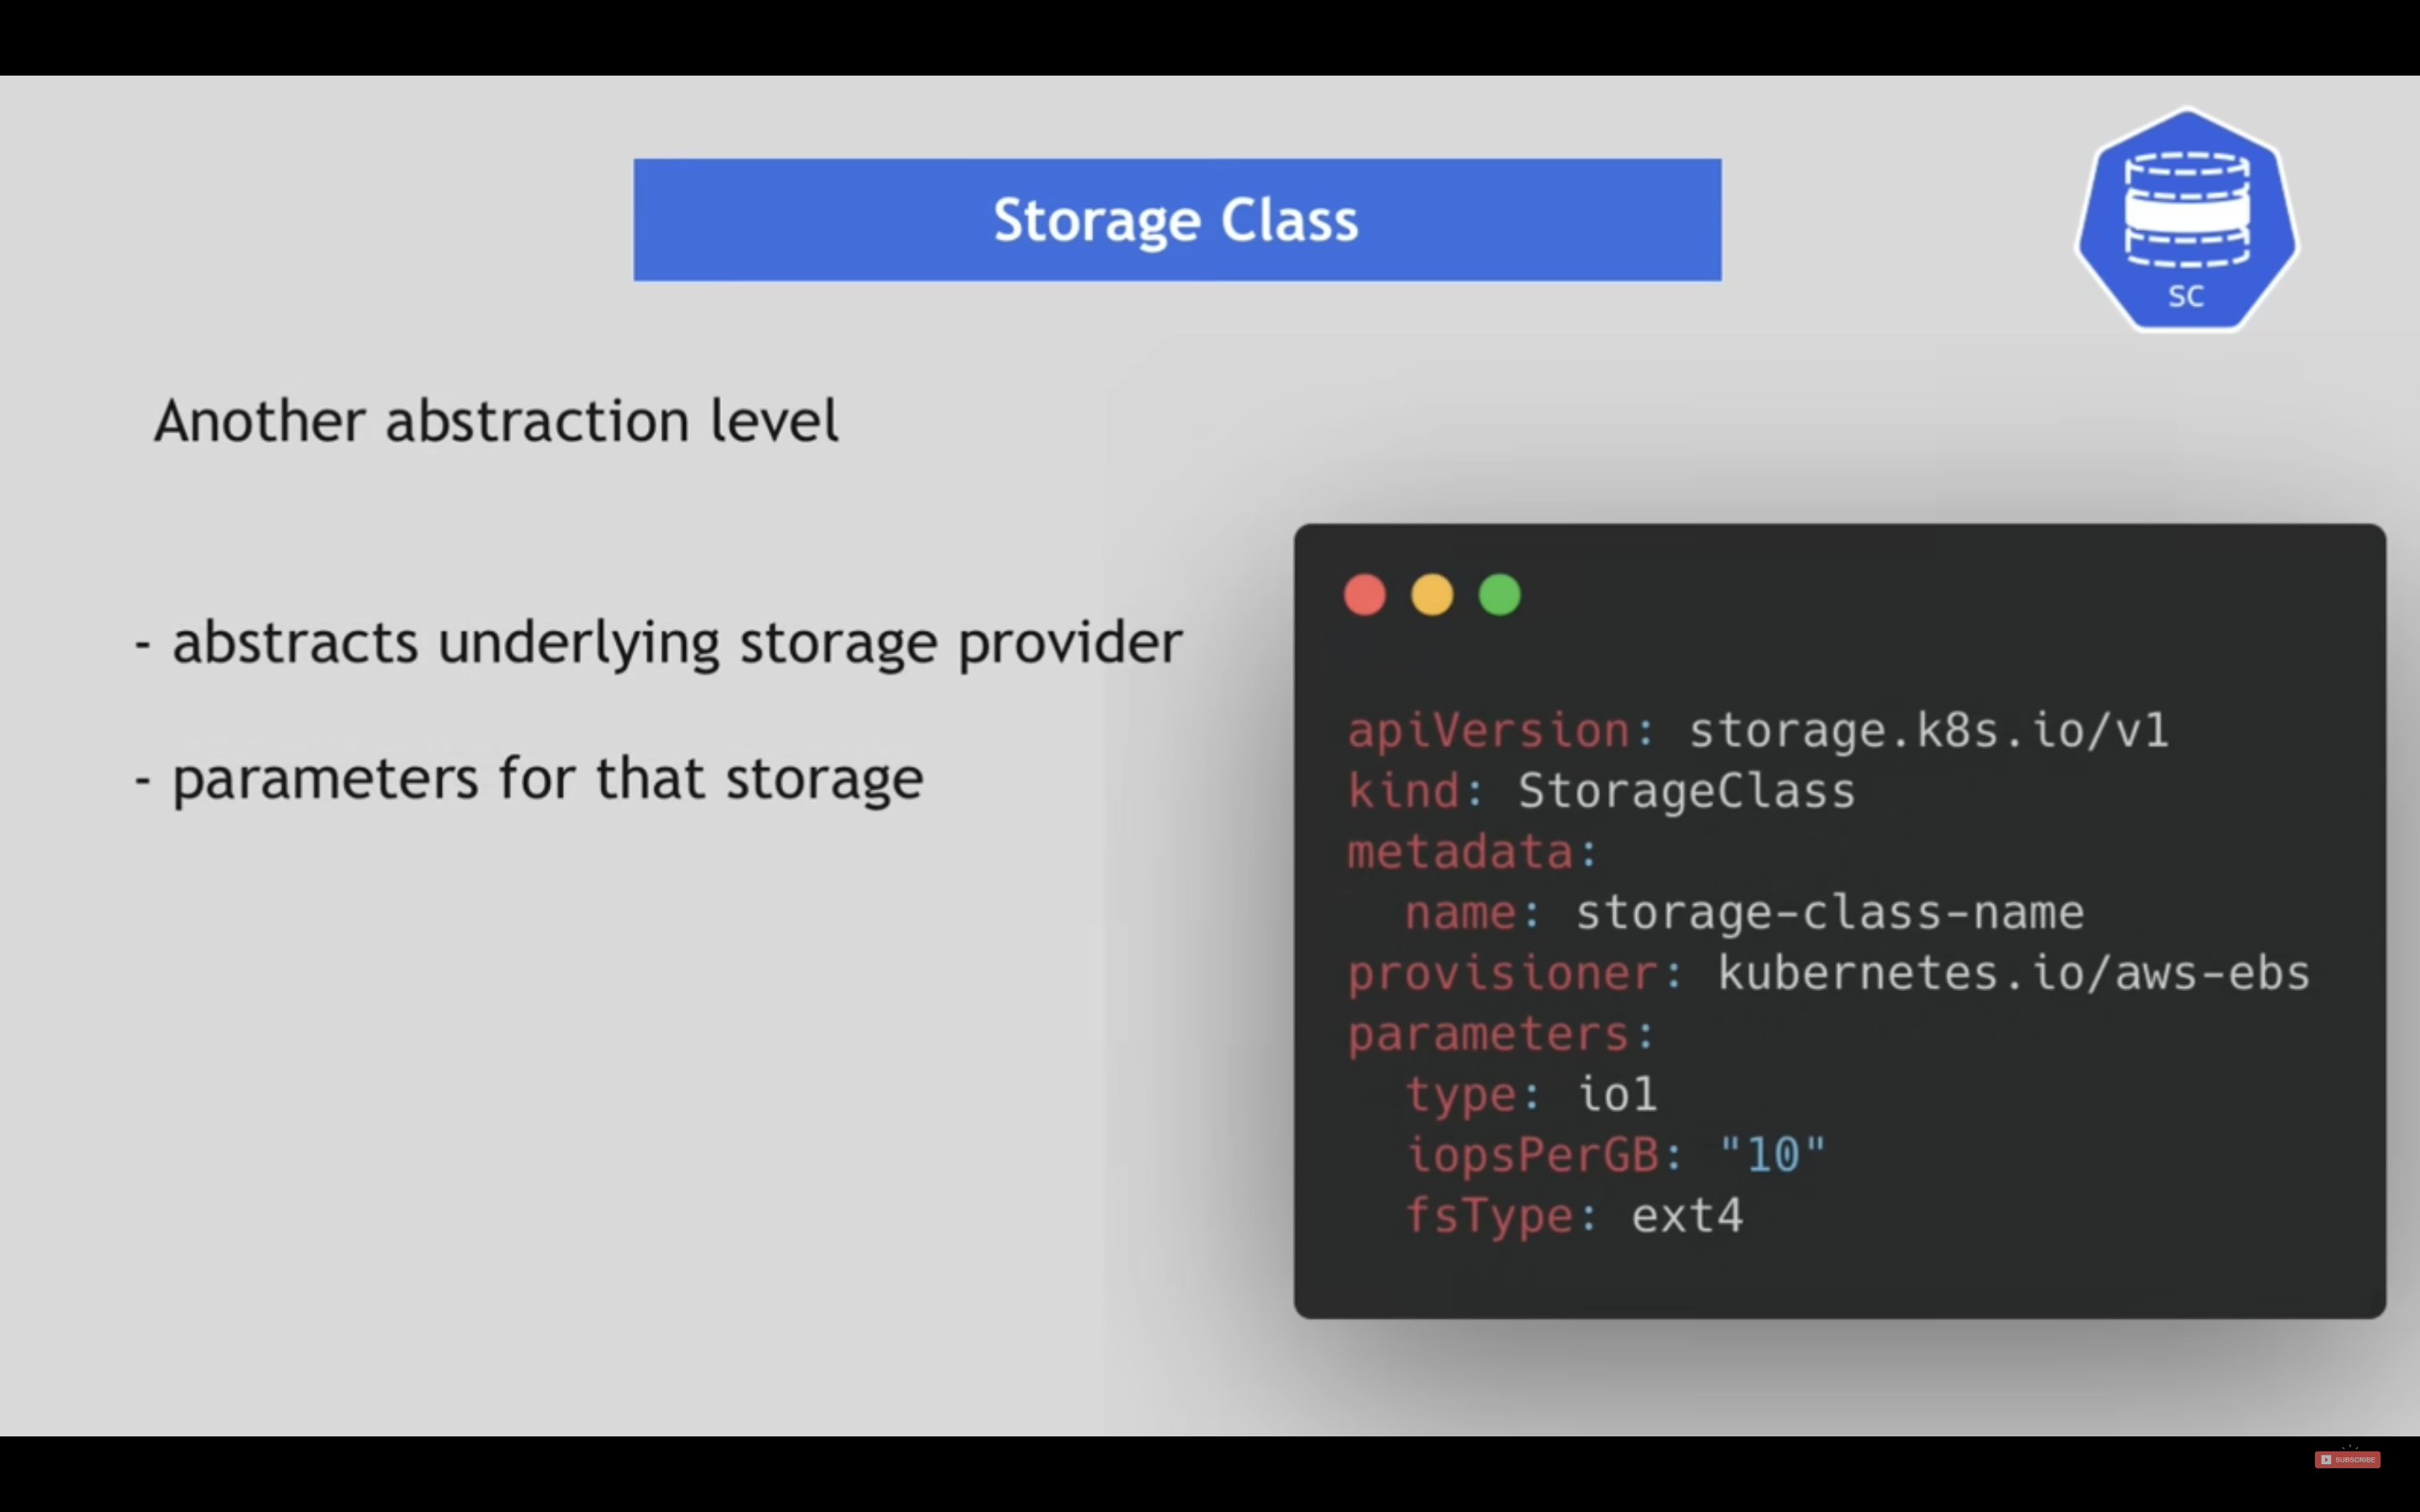 Storage Class
SC
Another abstraction level
- abstracts underlying storage provider
- parameters for that storage
apiVersion: storage.k8s.io/v1
kind: StorageClass
metadata:
  name: storage-class-name
provisioner: kubernetes.io/aws-ebs
parameters:
  type: io1
  iopsPerGB: "10"
  fsType: ext4
SUBSCRIBE